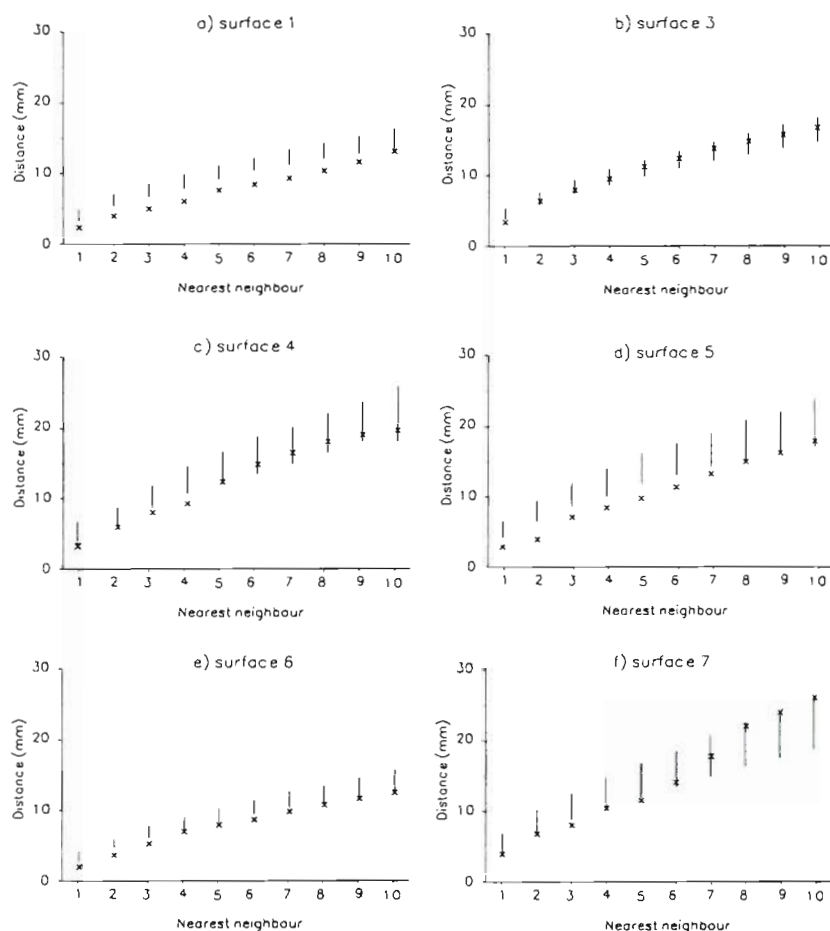 a) surface 1
30
20
10
0
Distance (mm)
1 2 3 4 5 6 7 8 9 10
Nearest neighbour
b) surface 3
30
20
10
0
Distance (mm)
1 2 3 4 5 6 7 8 9 10
Nearest neighbour
c) surface 4
30
20
10
0
Distance (mm)
1 2 3 4 5 6 7 8 9 10
Nearest neighbour
d) surface 5
30
20
10
0
Distance (mm)
1 2 3 4 5 6 7 8 9 10
Nearest neighbour
e) surface 6
30
20
10
0
Distance (mm)
1 2 3 4 5 6 7 8 9 10
Nearest neighbour
f) surface 7
30
20
10
0
Distance (mm)
1 2 3 4 5 6 7 8 9 10
Nearest neighbour